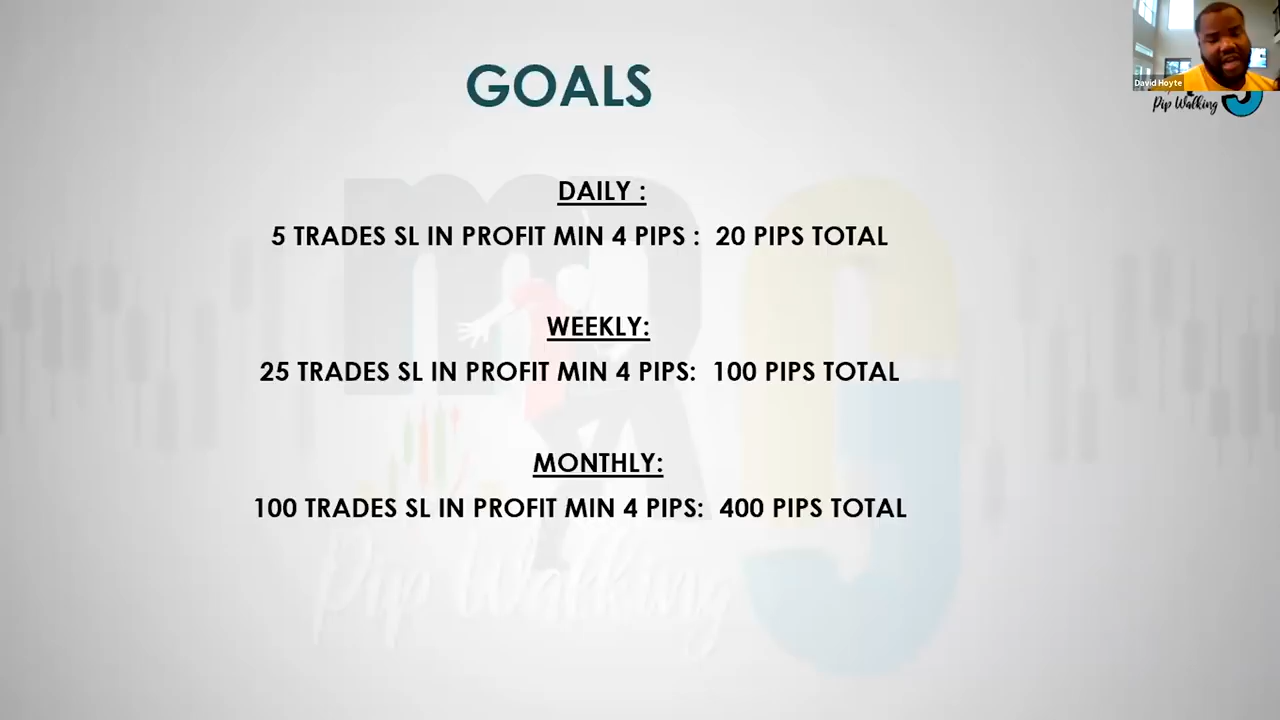 GOALS
David Hoyte
Pip Walking
DAILY :
5 TRADES SL IN PROFIT MIN 4 PIPS : 20 PIPS TOTAL
WEEKLY:
25 TRADES SL IN PROFIT MIN 4 PIPS: 100 PIPS TOTAL
MONTHLY:
100 TRADES SL IN PROFIT MIN 4 PIPS: 400 PIPS TOTAL
Pip Walking